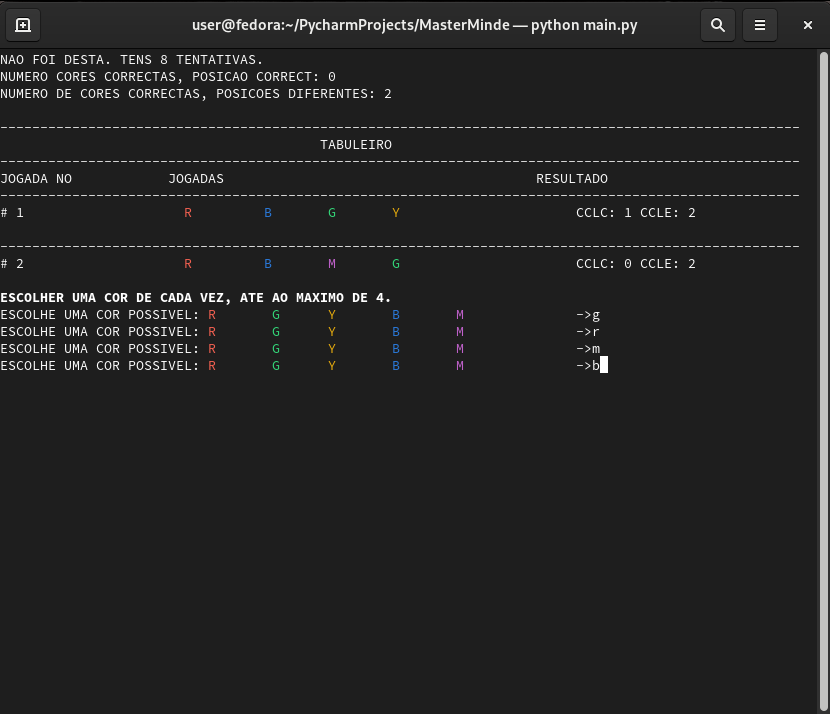 user@fedora:~/PycharmProjects/MasterMinde — python main.py
NAO FOI DESTA. TENS 8 TENTATIVAS.
NUMERO CORES CORRECTAS, POSICAO CORRECT: 0
NUMERO DE CORES CORRECTAS, POSICOES DIFERENTES: 2
----------------------------------------------------------------------------------------------------
TABULEIRO
----------------------------------------------------------------------------------------------------
JOGADA NO JOGADAS RESULTADO
----------------------------------------------------------------------------------------------------
# 1 R B G Y CCLC: 1 CCLE: 2
----------------------------------------------------------------------------------------------------
# 2 R B M G CCLC: 0 CCLE: 2
ESCOLHER UMA COR DE CADA VEZ, ATE AO MAXIMO DE 4.
ESCOLHE UMA COR POSSIVEL: R G Y B M ->g
ESCOLHE UMA COR POSSIVEL: R G Y B M ->r
ESCOLHE UMA COR POSSIVEL: R G Y B M ->m
ESCOLHE UMA COR POSSIVEL: R G Y B M ->b